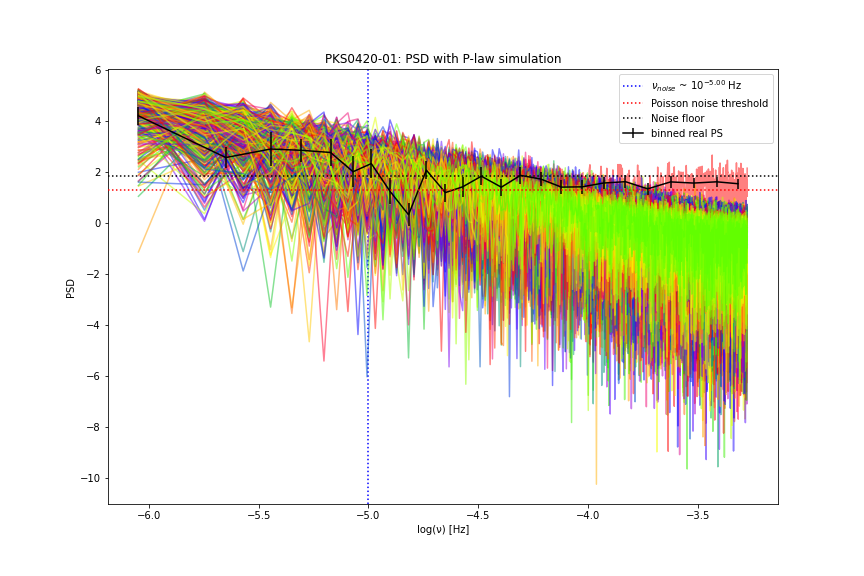 PKS0420-01: PSD with P-law simulation
ν_noise ~ 10^−5.00 Hz
Poisson noise threshold
Noise floor
binned real PS
6
4
2
0
−2
−4
−6
−8
−10
PSD
−6.0 −5.5 −5.0 −4.5 −4.0 −3.5
log(ν) [Hz]